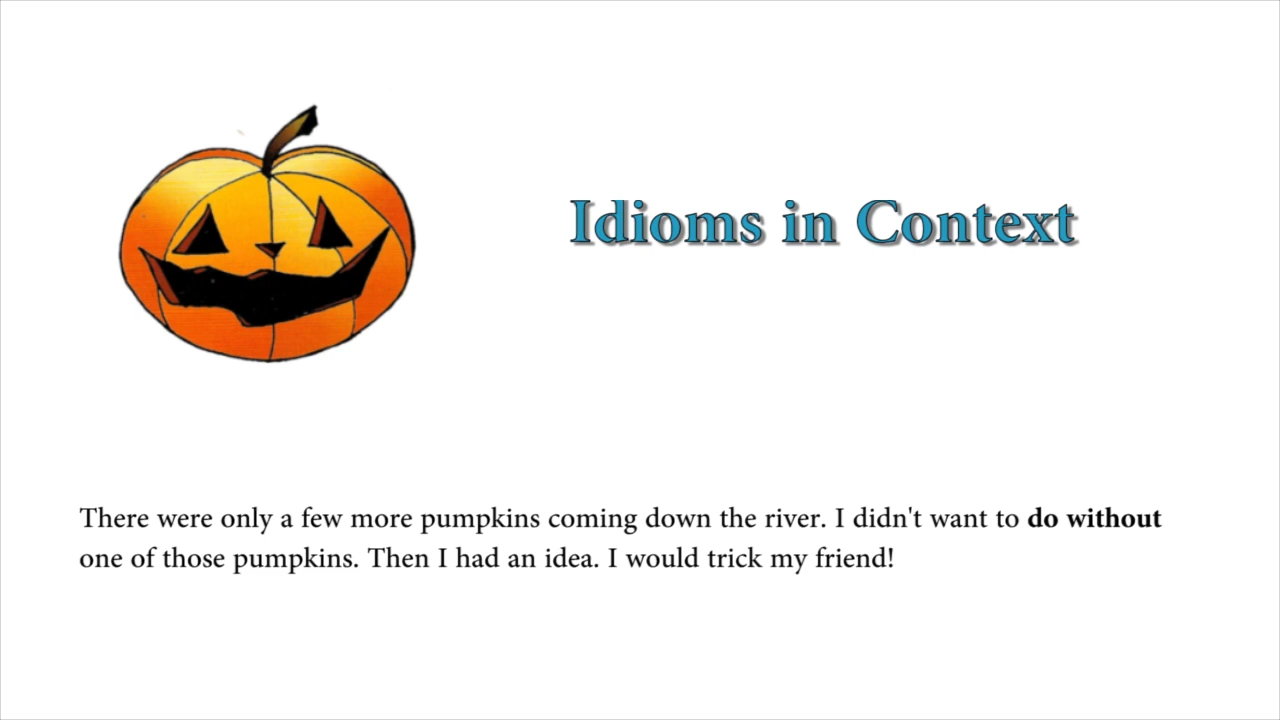 Idioms in Context
There were only a few more pumpkins coming down the river. I didn't want to do without
one of those pumpkins. Then I had an idea. I would trick my friend!